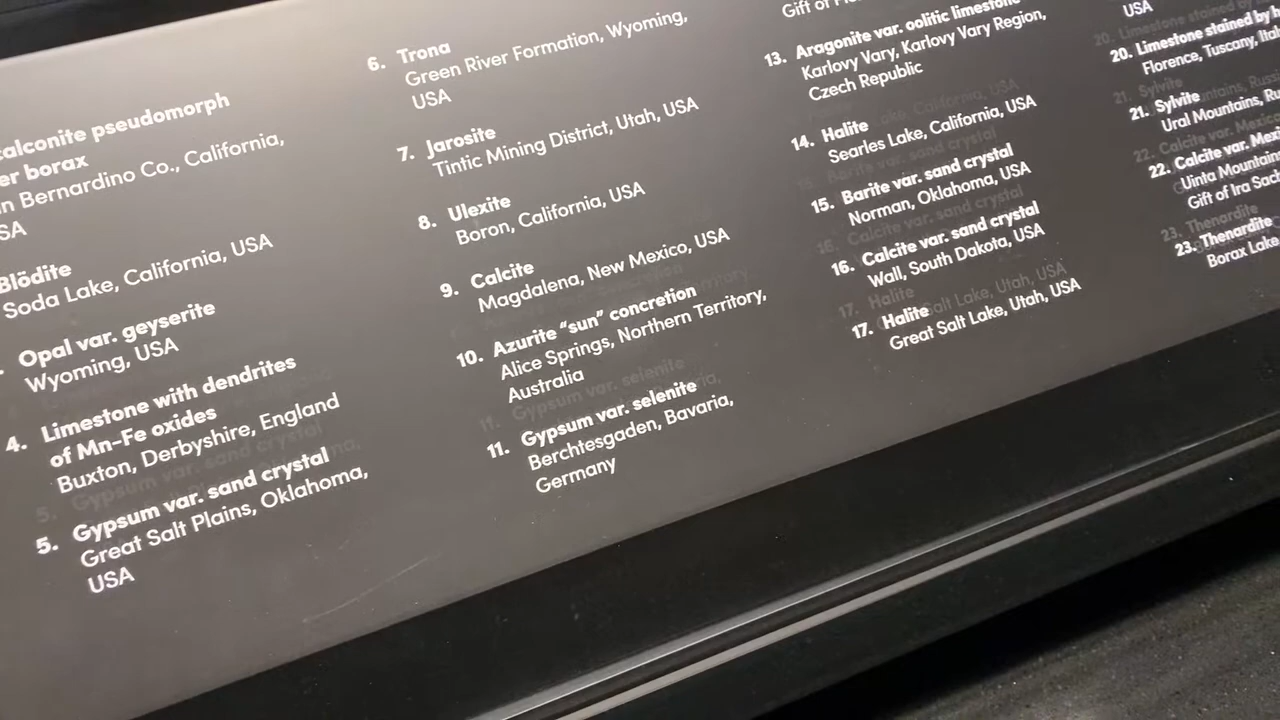 calconite pseudomorph
er borax
n Bernardino Co., California,
SA
Blödite
Soda Lake, California, USA
Opal var. geyserite
Wyoming, USA
4. Limestone with dendrites
of Mn-Fe oxides
Buxton, Derbyshire, England
5. Gypsum var. sand crystal
Great Salt Plains, Oklahoma,
USA
6. Trona
Green River Formation, Wyoming,
USA
7. Jarosite
Tintic Mining District, Utah, USA
8. Ulexite
Boron, California, USA
9. Calcite
Magdalena, New Mexico, USA
10. Azurite “sun” concretion
Alice Springs, Northern Territory,
Australia
11. Gypsum var. selenite
Berchtesgaden, Bavaria,
Germany
Gift of
13. Aragonite var. oolitic limestone
Karlovy Vary, Karlovy Vary Region,
Czech Republic
14. Halite
Searles Lake, California, USA
15. Barite var. sand crystal
Norman, Oklahoma, USA
16. Calcite var. sand crystal
Wall, South Dakota, USA
17. Halite
Great Salt Lake, Utah, USA
USA
20. Limestone stained by h
Florence, Tuscany, Ital
21. Sylvite
Ural Mountains, Ru
22. Calcite var. Mexi
Uinta Mountain
Gift of Ira Sac
23. Thenardite
Borax Lake